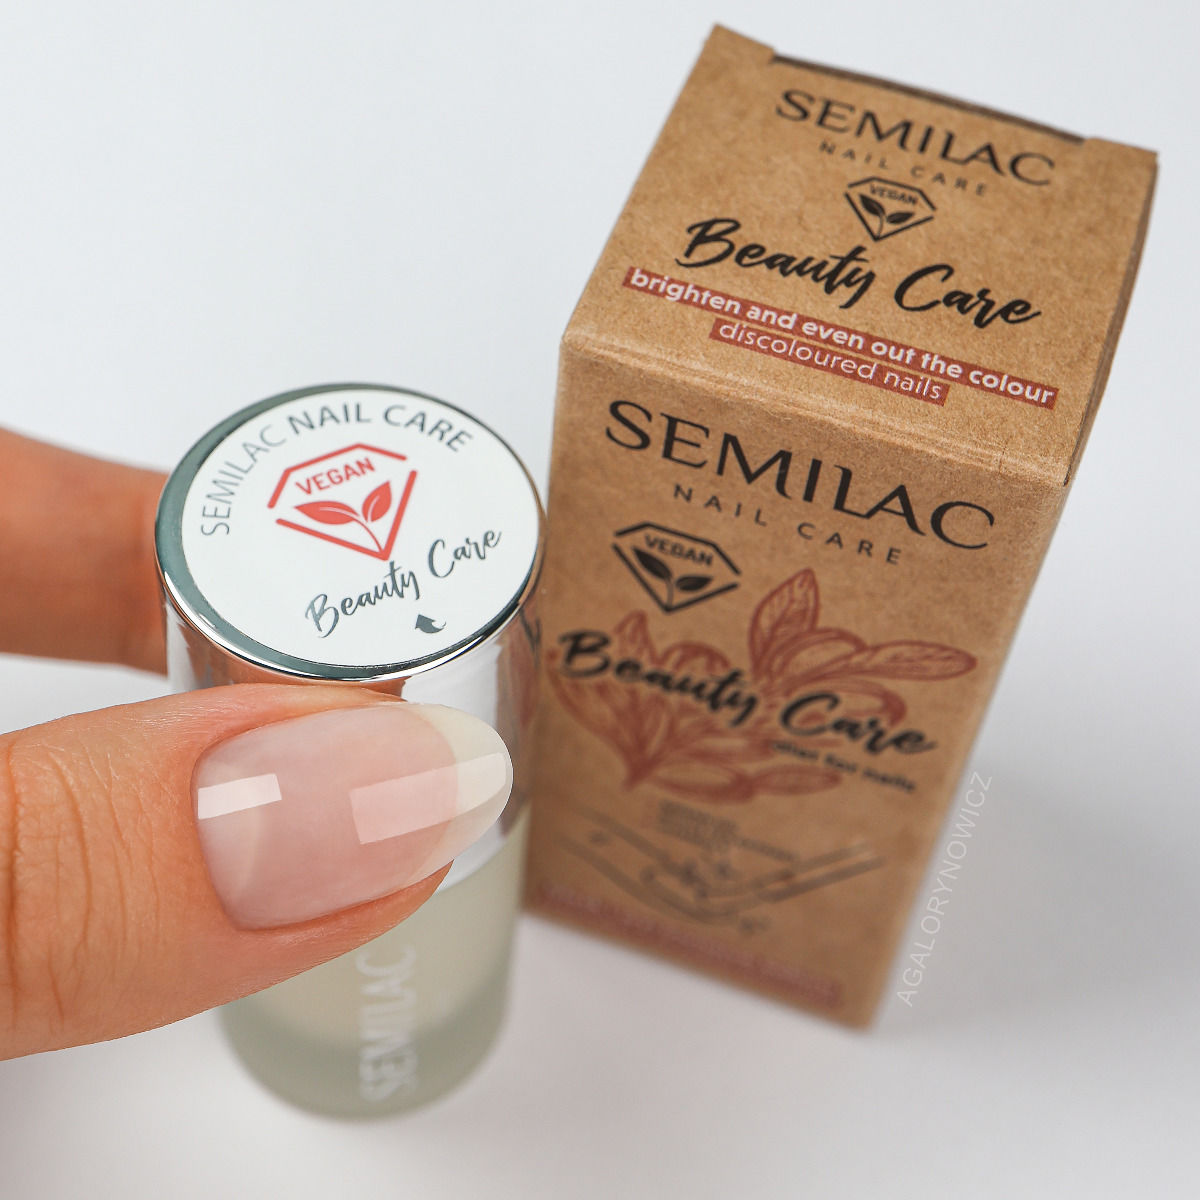 SEMILAC
NAIL CARE
VEGAN
Beauty Care
brighten and even out the colour
discoloured nails
SEMILAC
NAIL CARE
VEGAN
Beauty Care
SEMILAC NAIL CARE
VEGAN
Beauty Care
SEMILAC
AGALORYNOWICZ